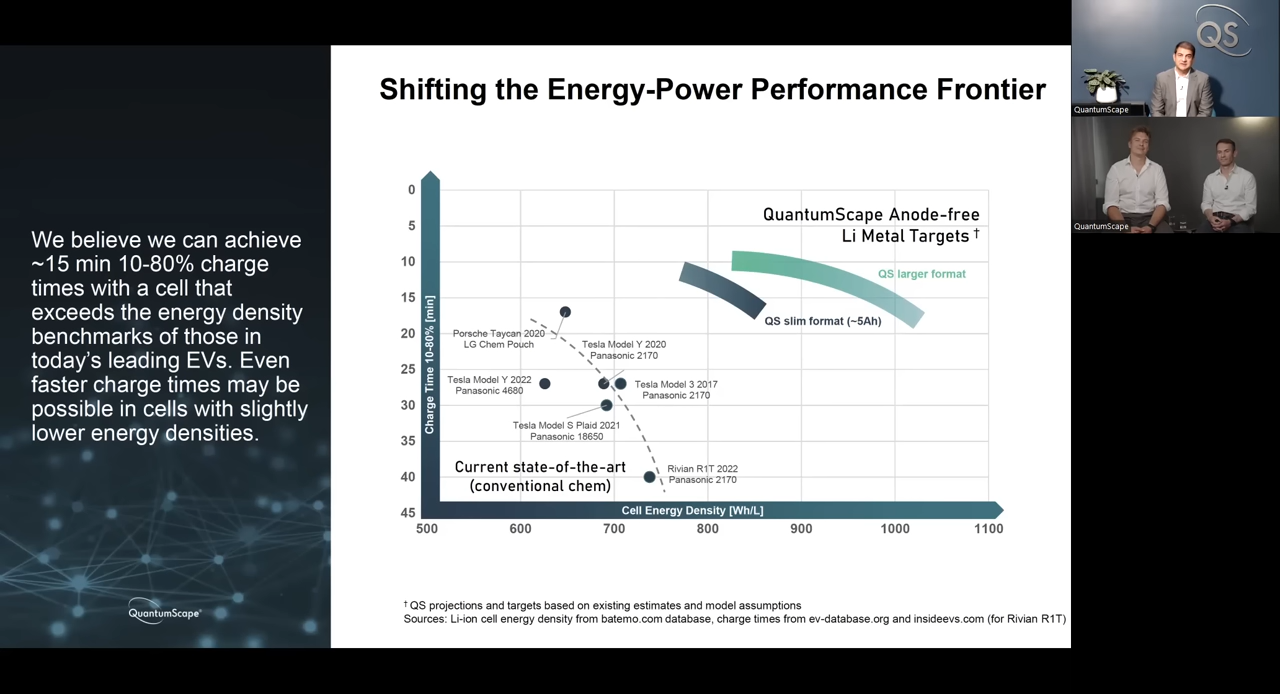 Shifting the Energy-Power Performance Frontier
We believe we can achieve
~15 min 10-80% charge
times with a cell that
exceeds the energy density
benchmarks of those in
today's leading EVs. Even
faster charge times may be
possible in cells with slightly
lower energy densities.
QuantumScape®
Charge Time 10-80% [min]
0
5
10
15
20
25
30
35
40
45
QuantumScape Anode-free
Li Metal Targets †
QS larger format
QS slim format (~5Ah)
Porsche Taycan 2020
LG Chem Pouch
Tesla Model Y 2020
Panasonic 2170
Tesla Model Y 2022
Panasonic 4680
Tesla Model 3 2017
Panasonic 2170
Tesla Model S Plaid 2021
Panasonic 18650
Current state-of-the-art
(conventional chem)
Rivian R1T 2022
Panasonic 2170
Cell Energy Density [Wh/L]
500
600
700
800
900
1000
1100
† QS projections and targets based on existing estimates and model assumptions
Sources: Li-ion cell energy density from batemo.com database, charge times from ev-database.org and insideevs.com (for Rivian R1T)
QS
QuantumScape
QuantumScape